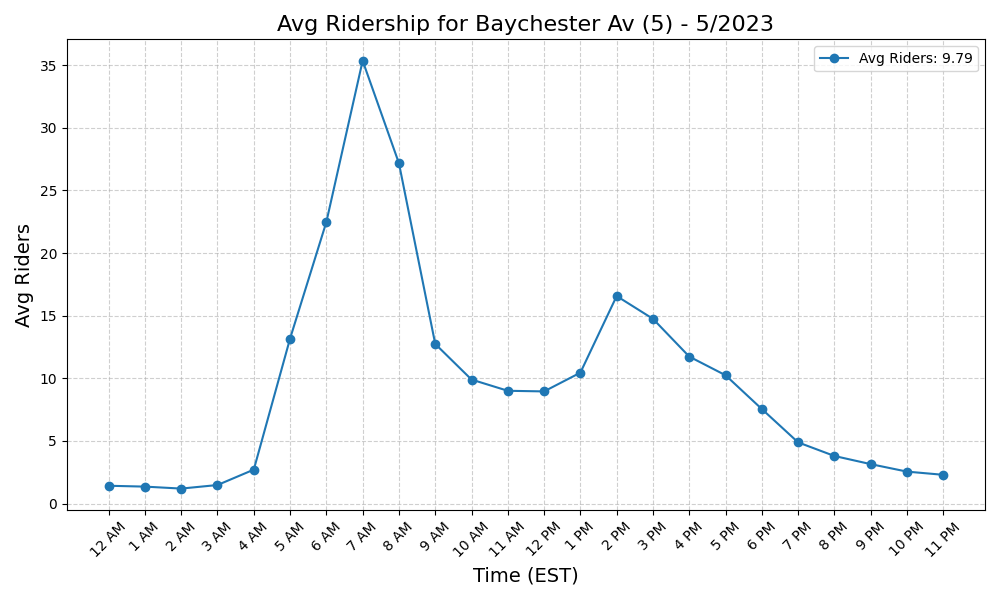 Avg Ridership for Baychester Av (5) - 5/2023
Avg Riders: 9.79
Avg Riders
35
30
25
20
15
10
5
0
12 AM
1 AM
2 AM
3 AM
4 AM
5 AM
6 AM
7 AM
8 AM
9 AM
10 AM
11 AM
12 PM
1 PM
2 PM
3 PM
4 PM
5 PM
6 PM
7 PM
8 PM
9 PM
10 PM
11 PM
Time (EST)